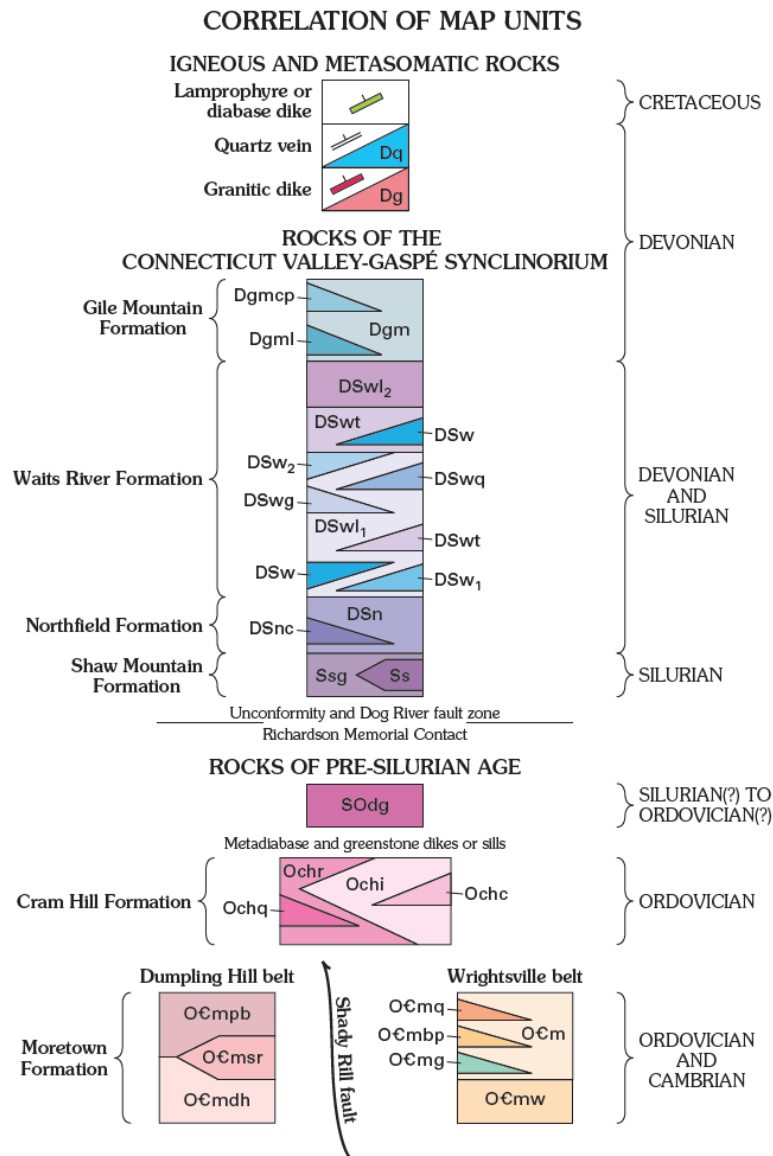 CORRELATION OF MAP UNITS
IGNEOUS AND METASOMATIC ROCKS
Lamprophyre or
diabase dike
CRETACEOUS
Quartz vein
Dq
Granitic dike
Dg
DEVONIAN
ROCKS OF THE
CONNECTICUT VALLEY-GASPÉ SYNCLINORIUM
Gile Mountain
Formation
Dgmcp
Dgm
Dgml
DSwl₂
DSwt
DSw
Waits River Formation
DSw₂
DSwq
DSwg
DSwl₁
DSwt
DSw
DSw₁
DEVONIAN
AND
SILURIAN
Northfield Formation
DSn
DSnc
Shaw Mountain
Formation
Ssg
Ss
SILURIAN
Unconformity and Dog River fault zone
Richardson Memorial Contact
ROCKS OF PRE-SILURIAN AGE
SOdg
SILURIAN(?) TO
ORDOVICIAN(?)
Metadiabase and greenstone dikes or sills
Cram Hill Formation
Ochr
Ochi
Ochc
Ochq
ORDOVICIAN
Dumpling Hill belt
Wrightsville belt
Moretown
Formation
O€mpb
O€msr
O€mdh
Shady Rill fault
O€mq
O€mbp
O€m
O€mg
O€mw
ORDOVICIAN
AND
CAMBRIAN